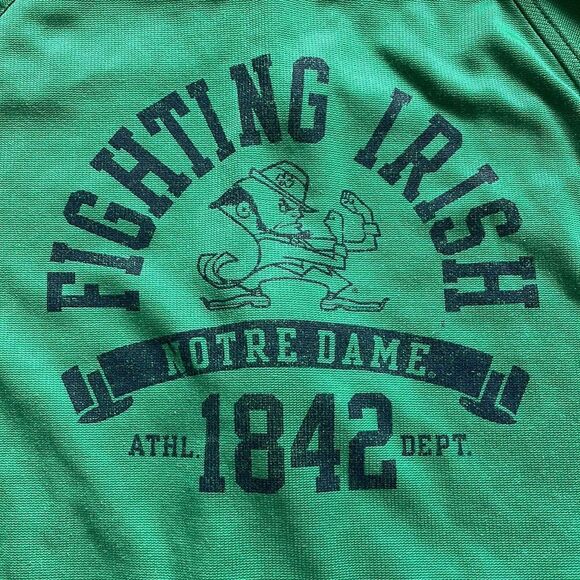 FIGHTING IRISH
NOTRE DAME.
ATHL. 1842 DEPT.